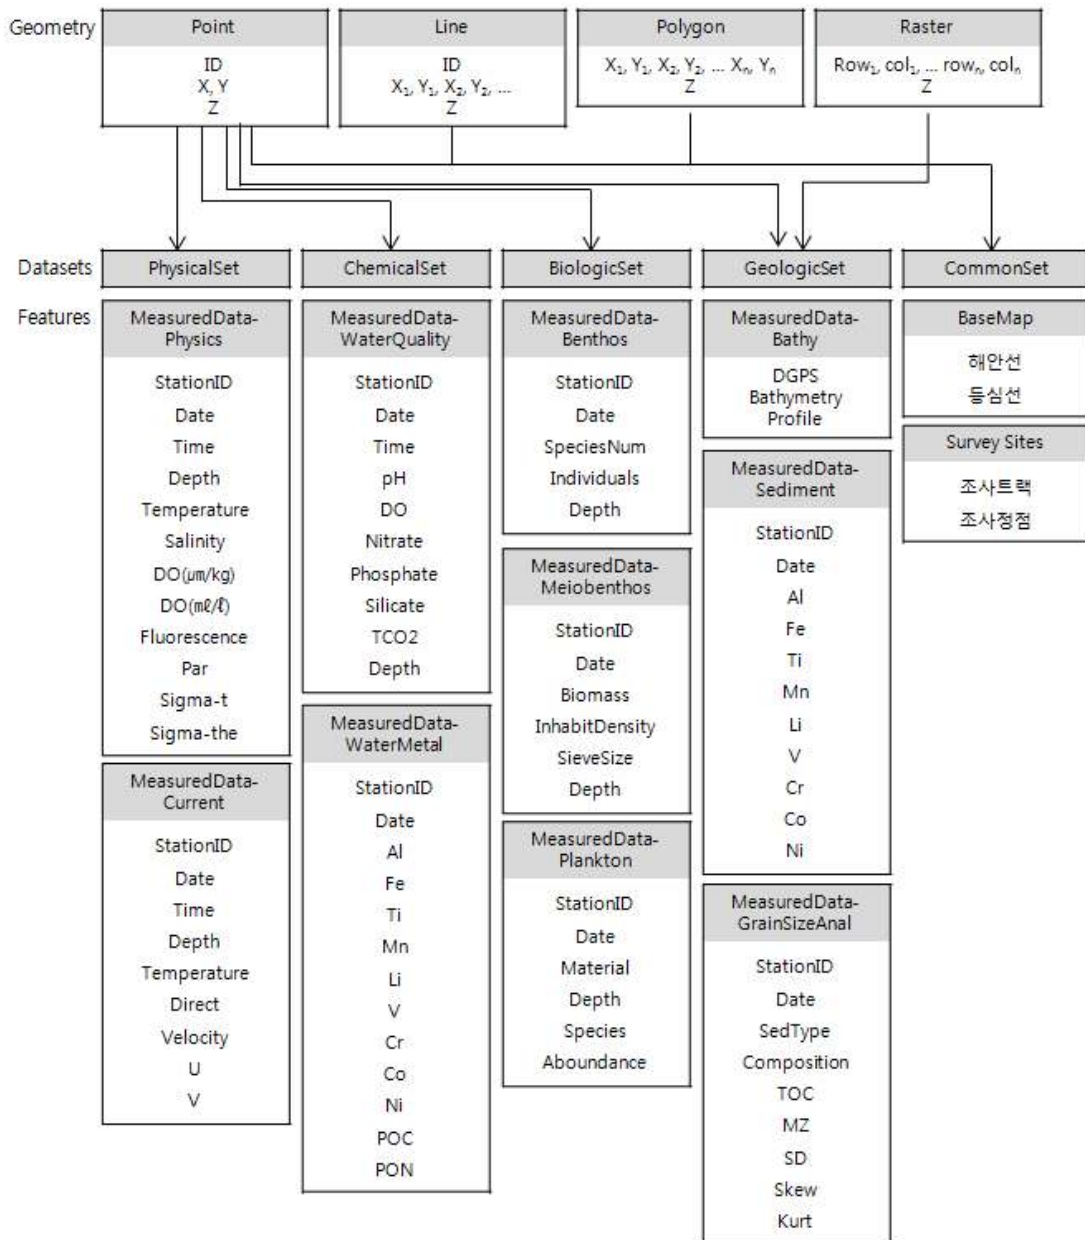 Geometry
Point
ID
X, Y
Z
Line
ID
X₁, Y₁, X₂, Y₂, ...
Z
Polygon
X₁, Y₁, X₂, Y₂, ... Xₙ, Yₙ
Z
Raster
Row₁, col₁, ... rowₙ, colₙ
Z
Datasets
PhysicalSet
ChemicalSet
BiologicSet
GeologicSet
CommonSet
Features
MeasuredData-
Physics
StationID
Date
Time
Depth
Temperature
Salinity
DO(㎛/kg)
DO(㎖/ℓ)
Fluorescence
Par
Sigma-t
Sigma-the
MeasuredData-
Current
StationID
Date
Time
Depth
Temperature
Direct
Velocity
U
V
MeasuredData-
WaterQuality
StationID
Date
Time
pH
DO
Nitrate
Phosphate
Silicate
TCO2
Depth
MeasuredData-
WaterMetal
StationID
Date
Al
Fe
Ti
Mn
Li
V
Cr
Co
Ni
POC
PON
MeasuredData-
Benthos
StationID
Date
SpeciesNum
Individuals
Depth
MeasuredData-
Meiobenthos
StationID
Date
Biomass
InhabitDensity
SieveSize
Depth
MeasuredData-
Plankton
StationID
Date
Material
Depth
Species
Aboundance
MeasuredData-
Bathy
DGPS
Bathymetry
Profile
MeasuredData-
Sediment
StationID
Date
Al
Fe
Ti
Mn
Li
V
Cr
Co
Ni
MeasuredData-
GrainSizeAnal
StationID
Date
SedType
Composition
TOC
MZ
SD
Skew
Kurt
BaseMap
해안선
등심선
Survey Sites
조사트랙
조사정점